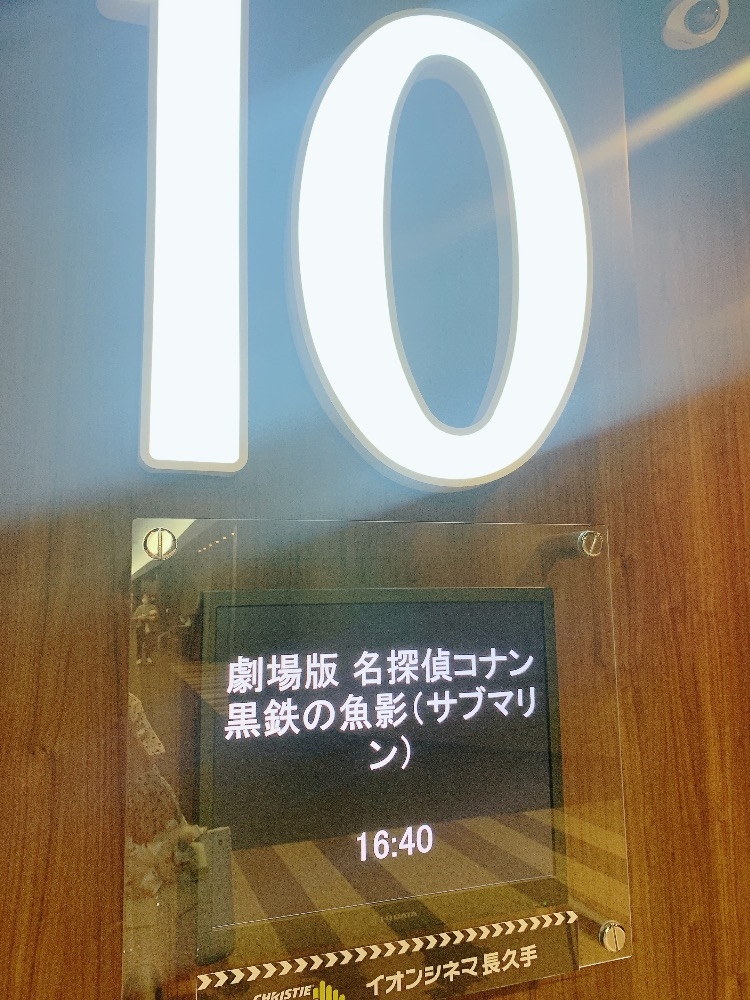 10
劇場版 名探偵コナン
黒鉄の魚影(サブマリ
ン)
16:40
CHRISTIE
イオンシネマ長久手